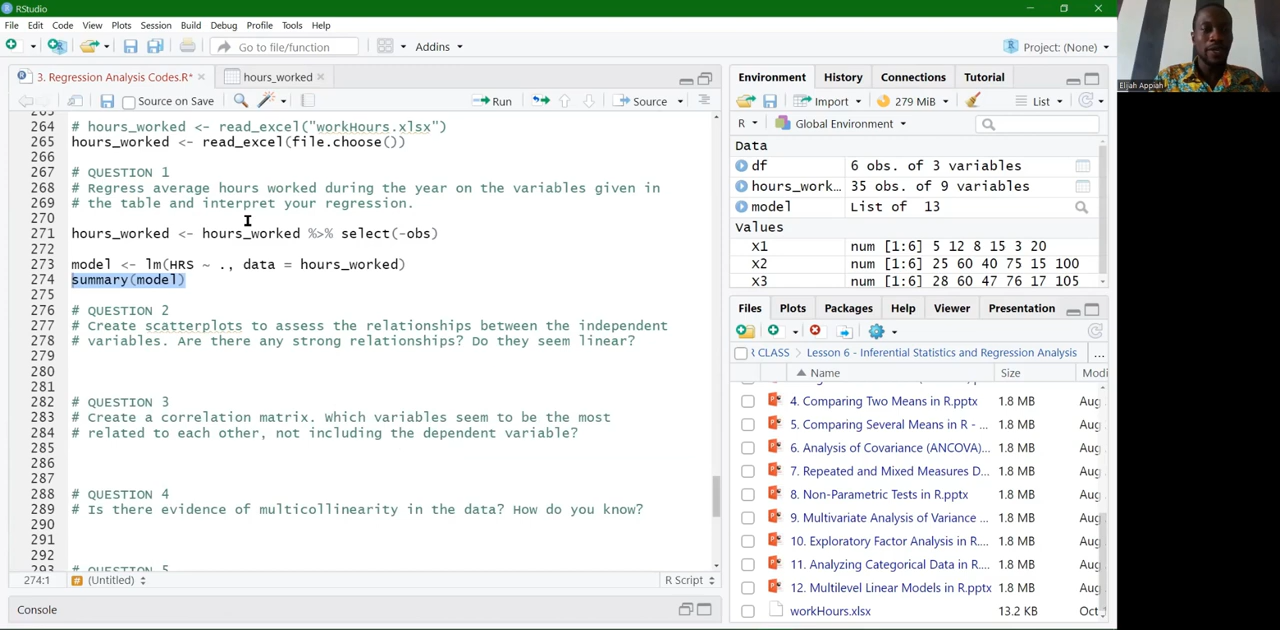 RStudio
File Edit Code View Plots Session Build Debug Profile Tools Help
Go to file/function Addins Project: (None)
3. Regression Analysis Codes.R* hours_worked
Source on Save Run Source
264 # hours_worked <- read_excel("workHours.xlsx")
265 hours_worked <- read_excel(file.choose())
266
267 # QUESTION 1
268 # Regress average hours worked during the year on the variables given in
269 # the table and interpret your regression.
270
271 hours_worked <- hours_worked %>% select(-obs)
272
273 model <- lm(HRS ~ ., data = hours_worked)
274 summary(model)
275
276 # QUESTION 2
277 # Create scatterplots to assess the relationships between the independent
278 # variables. Are there any strong relationships? Do they seem linear?
279
280
281
282 # QUESTION 3
283 # Create a correlation matrix. Which variables seem to be the most
284 # related to each other, not including the dependent variable?
285
286
287
288 # QUESTION 4
289 # Is there evidence of multicollinearity in the data? How do you know?
290
291
292
293 # QUESTION 5
274:1 (Untitled) R Script
Console
Environment History Connections Tutorial
Import 279 MiB List
R Global Environment
Data
df 6 obs. of 3 variables
hours_work… 35 obs. of 9 variables
model List of 13
Values
x1 num [1:6] 5 12 8 15 3 20
x2 num [1:6] 25 60 40 75 15 100
x3 num [1:6] 28 60 47 76 17 105
Files Plots Packages Help Viewer Presentation
R CLASS Lesson 6 - Inferential Statistics and Regression Analysis ...
Name Size Modi
4. Comparing Two Means in R.pptx 1.8 MB Aug
5. Comparing Several Means in R - ... 1.8 MB Aug
6. Analysis of Covariance (ANCOVA)... 1.8 MB Aug
7. Repeated and Mixed Measures D... 1.8 MB Aug
8. Non-Parametric Tests in R.pptx 1.8 MB Aug
9. Multivariate Analysis of Variance ... 1.8 MB Aug
10. Exploratory Factor Analysis in R.... 1.8 MB Aug
11. Analyzing Categorical Data in R.... 1.8 MB Aug
12. Multilevel Linear Models in R.pptx 1.8 MB Aug
workHours.xlsx 13.2 KB Oct
Elijah Appiah